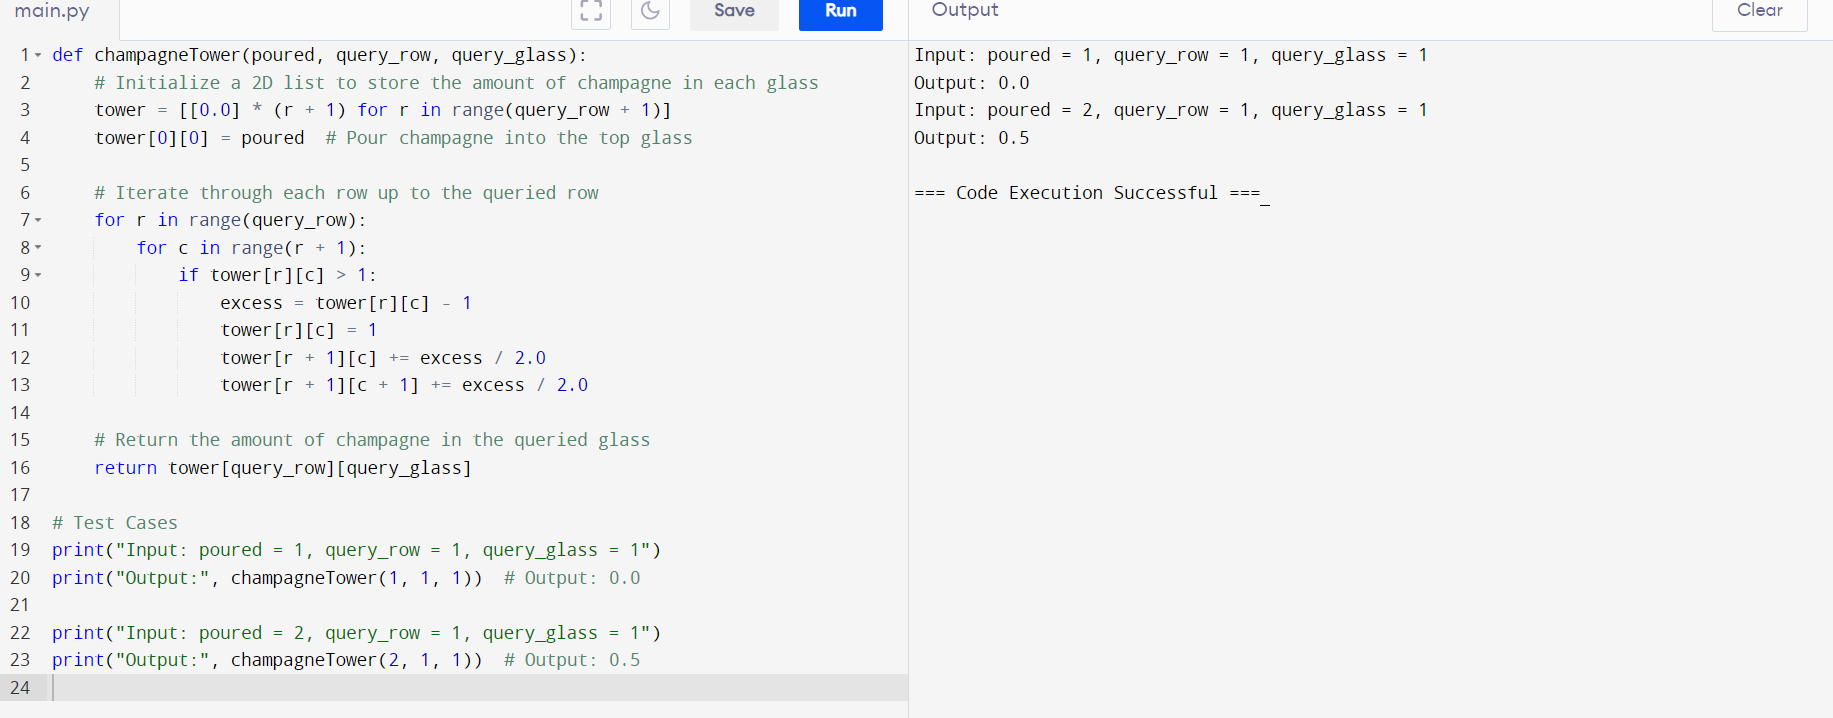 main.py
Save
Run
Output
Clear
1 def champagneTower(poured, query_row, query_glass):
2     # Initialize a 2D list to store the amount of champagne in each glass
3     tower = [[0.0] * (r + 1) for r in range(query_row + 1)]
4     tower[0][0] = poured  # Pour champagne into the top glass
5
6     # Iterate through each row up to the queried row
7     for r in range(query_row):
8         for c in range(r + 1):
9             if tower[r][c] > 1:
10                 excess = tower[r][c] - 1
11                 tower[r][c] = 1
12                 tower[r + 1][c] += excess / 2.0
13                 tower[r + 1][c + 1] += excess / 2.0
14
15     # Return the amount of champagne in the queried glass
16     return tower[query_row][query_glass]
17
18 # Test Cases
19 print("Input: poured = 1, query_row = 1, query_glass = 1")
20 print("Output:", champagneTower(1, 1, 1))  # Output: 0.0
21
22 print("Input: poured = 2, query_row = 1, query_glass = 1")
23 print("Output:", champagneTower(2, 1, 1))  # Output: 0.5
24
Input: poured = 1, query_row = 1, query_glass = 1
Output: 0.0
Input: poured = 2, query_row = 1, query_glass = 1
Output: 0.5
=== Code Execution Successful ===_